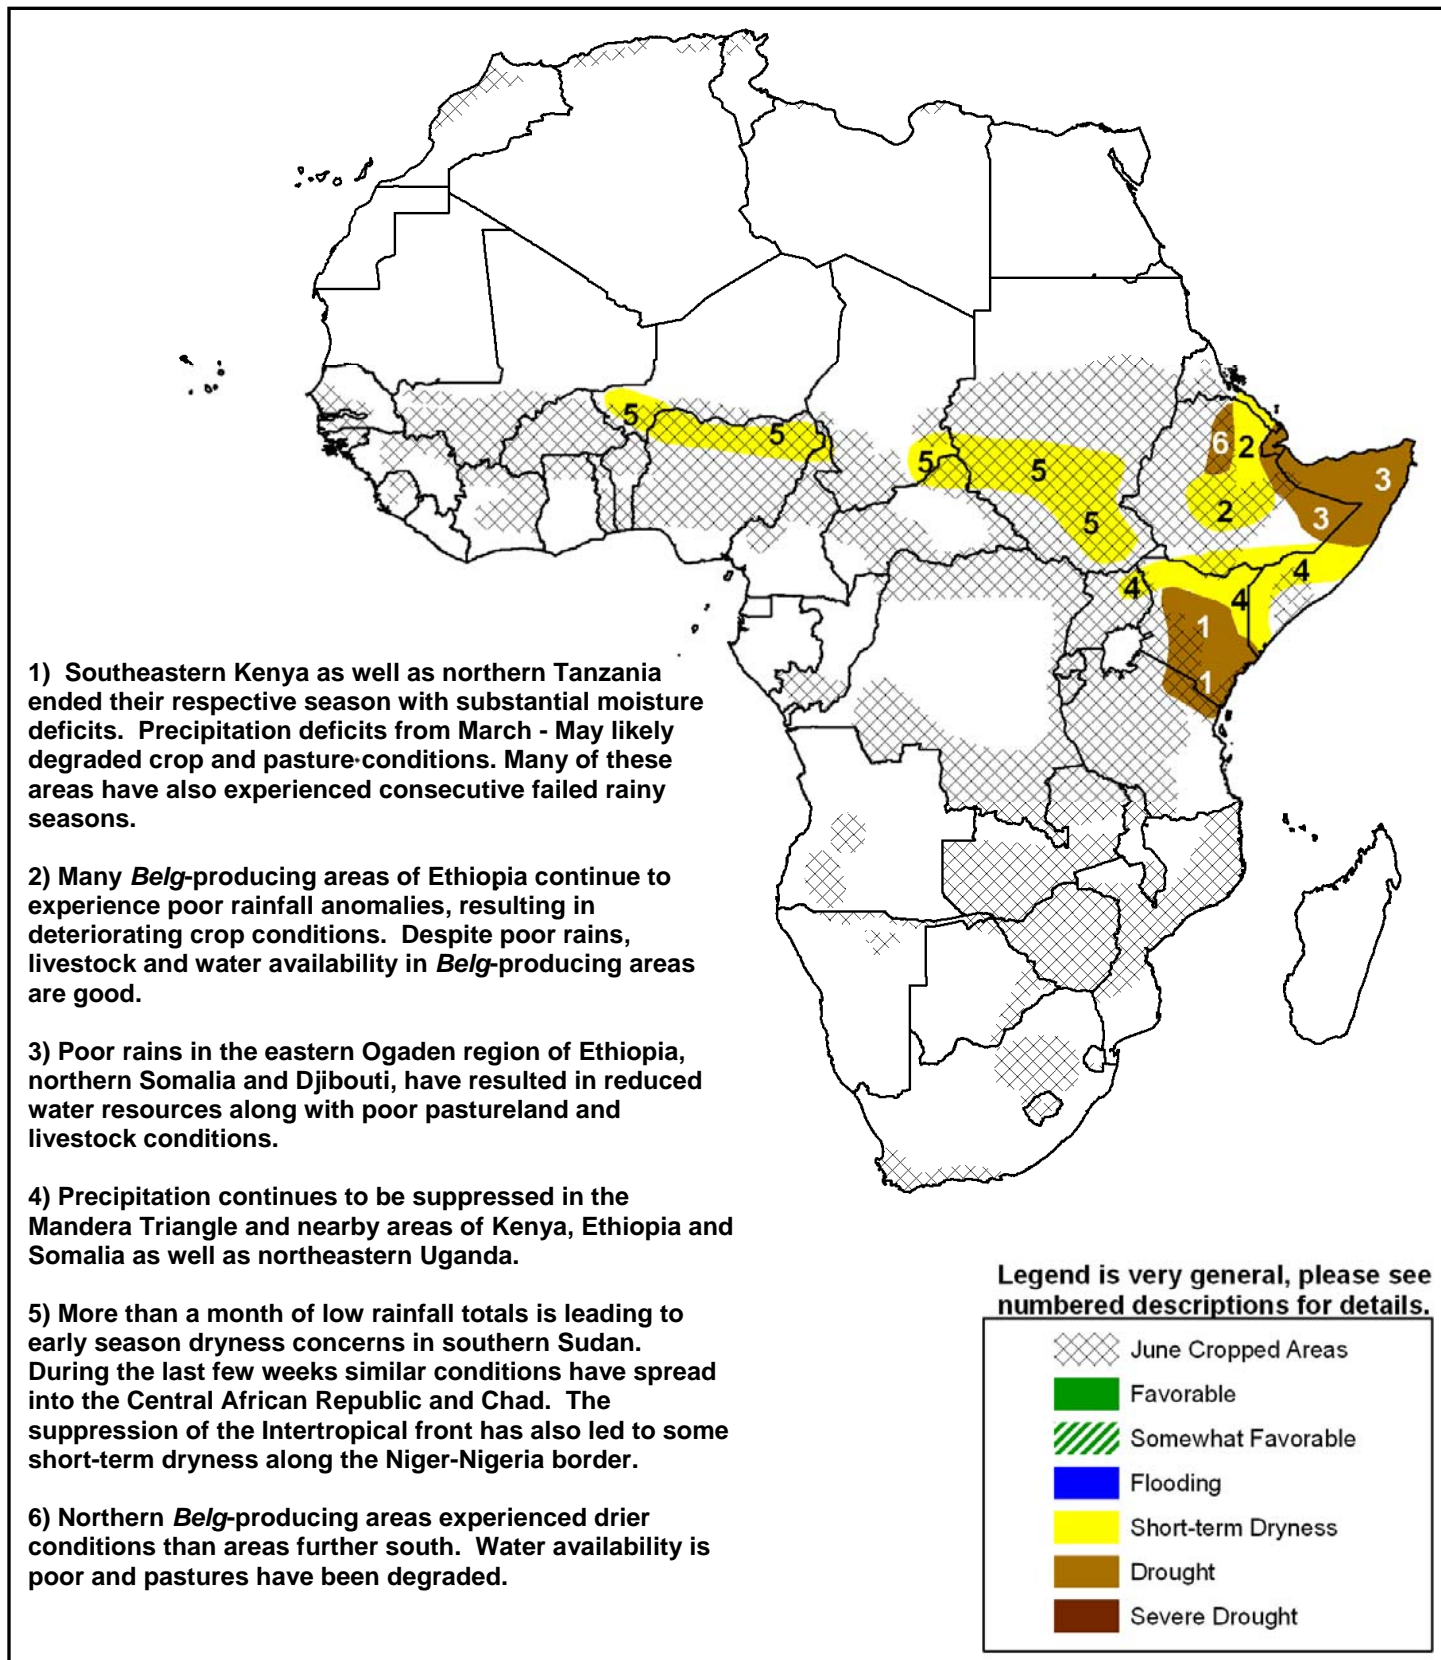 5
5
5
5
5
6
2
2
3
3
4
4
4
1
1
1) Southeastern Kenya as well as northern Tanzania
ended their respective season with substantial moisture
deficits. Precipitation deficits from March - May likely
degraded crop and pasture conditions. Many of these
areas have also experienced consecutive failed rainy
seasons.
2) Many Belg-producing areas of Ethiopia continue to
experience poor rainfall anomalies, resulting in
deteriorating crop conditions. Despite poor rains,
livestock and water availability in Belg-producing areas
are good.
3) Poor rains in the eastern Ogaden region of Ethiopia,
northern Somalia and Djibouti, have resulted in reduced
water resources along with poor pastureland and
livestock conditions.
4) Precipitation continues to be suppressed in the
Mandera Triangle and nearby areas of Kenya, Ethiopia and
Somalia as well as northeastern Uganda.
5) More than a month of low rainfall totals is leading to
early season dryness concerns in southern Sudan.
During the last few weeks similar conditions have spread
into the Central African Republic and Chad. The
suppression of the Intertropical front has also led to some
short-term dryness along the Niger-Nigeria border.
6) Northern Belg-producing areas experienced drier
conditions than areas further south. Water availability is
poor and pastures have been degraded.
Legend is very general, please see
numbered descriptions for details.
June Cropped Areas
Favorable
Somewhat Favorable
Flooding
Short-term Dryness
Drought
Severe Drought